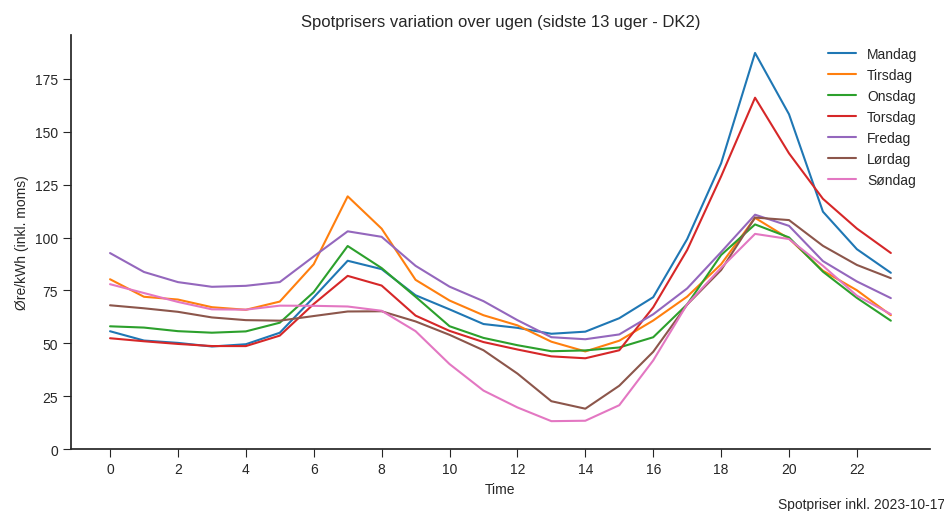 Spotprisers variation over ugen (sidste 13 uger - DK2)
Øre/kWh (inkl. moms)
175
150
125
100
75
50
25
0
0 2 4 6 8 10 12 14 16 18 20 22
Time
Mandag
Tirsdag
Onsdag
Torsdag
Fredag
Lørdag
Søndag
Spotpriser inkl. 2023-10-17